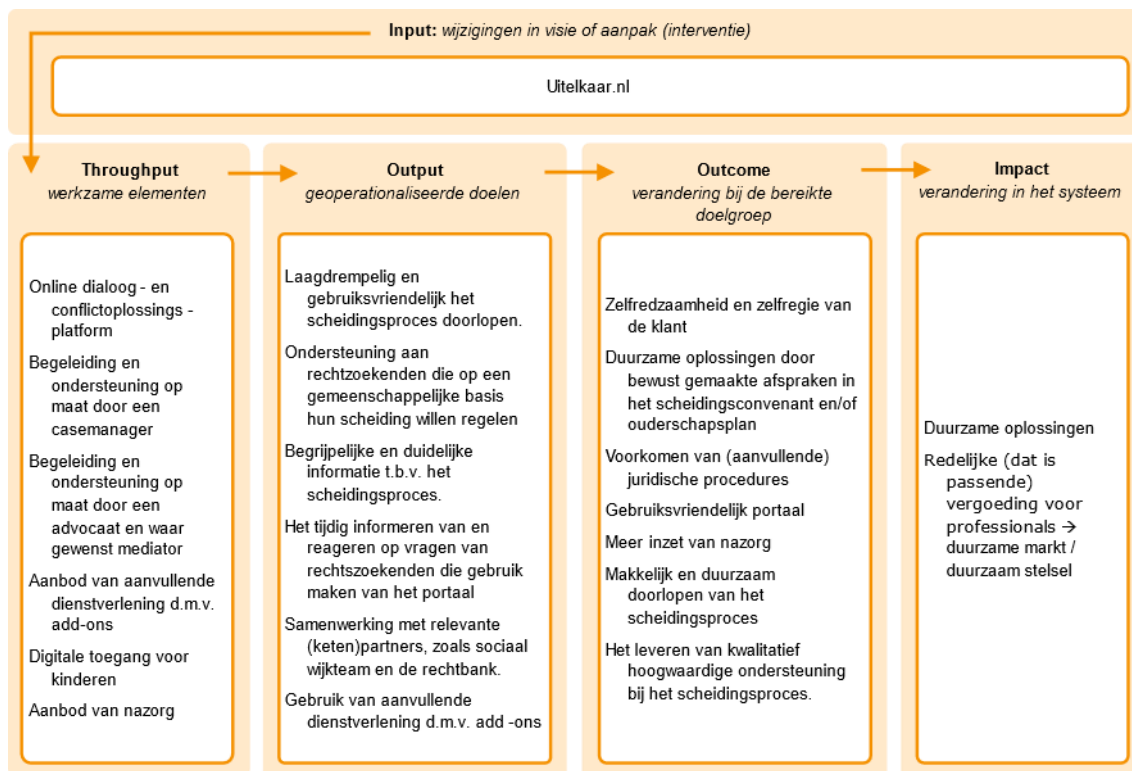 Input: wijzigingen in visie of aanpak (interventie)
Uitelkaar.nl
Throughput
werkzame elementen
Online dialoog - en
conflictoplossings -
platform
Begeleiding en
ondersteuning op
maat door een
casemanager
Begeleiding en
ondersteuning op
maat door een
advocaat en waar
gewenst mediator
Aanbod van aanvullende
dienstverlening d.m.v.
add-ons
Digitale toegang voor
kinderen
Aanbod van nazorg
Output
geoperationaliseerde doelen
Laagdrempelig en
gebruiksvriendelijk het
scheidingsproces doorlopen.
Ondersteuning aan
rechtzoekenden die op een
gemeenschappelijke basis
hun scheiding willen regelen
Begrijpelijke en duidelijke
informatie t.b.v. het
scheidingsproces.
Het tijdig informeren van en
reageren op vragen van
rechtszoekenden die gebruik
maken van het portaal
Samenwerking met relevante
(keten)partners, zoals sociaal
wijkteam en de rechtbank.
Gebruik van aanvullende
dienstverlening d.m.v. add -ons
Outcome
verandering bij de bereikte
doelgroep
Zelfredzaamheid en zelfregie van
de klant
Duurzame oplossingen door
bewust gemaakte afspraken in
het scheidingsconvenant en/of
ouderschapsplan
Voorkomen van (aanvullende)
juridische procedures
Gebruiksvriendelijk portaal
Meer inzet van nazorg
Makkelijk en duurzaam
doorlopen van het
scheidingsproces
Het leveren van kwalitatief
hoogwaardige ondersteuning
bij het scheidingsproces.
Impact
verandering in het systeem
Duurzame oplossingen
Redelijke (dat is
passende)
vergoeding voor
professionals →
duurzame markt /
duurzaam stelsel